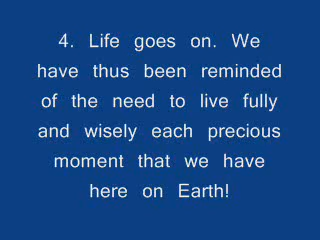 4. Life goes on. We
have thus been reminded
of the need to live fully
and wisely each precious
moment that we have
here on Earth!